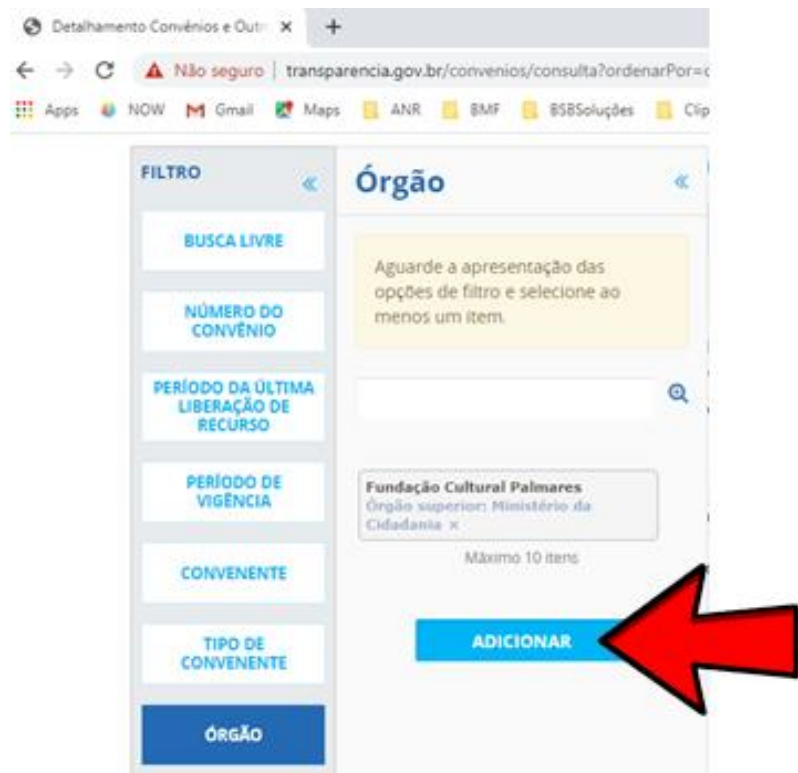 Detalhamento Convênios e Outr
Não seguro | transparencia.gov.br/convenios/consulta?ordenarPor=
Apps NOW Gmail Maps ANR BMF BSBSoluções Clip
FILTRO
BUSCA LIVRE
NÚMERO DO
CONVÊNIO
PERÍODO DA ÚLTIMA
LIBERAÇÃO DE
RECURSO
PERÍODO DE
VIGÊNCIA
CONVENENTE
TIPO DE
CONVENENTE
ÓRGÃO
Órgão
Aguarde a apresentação das
opções de filtro e selecione ao
menos um item.
Fundação Cultural Palmares
Órgão superior: Ministério da
Cidadania ×
Máximo 10 itens
ADICIONAR